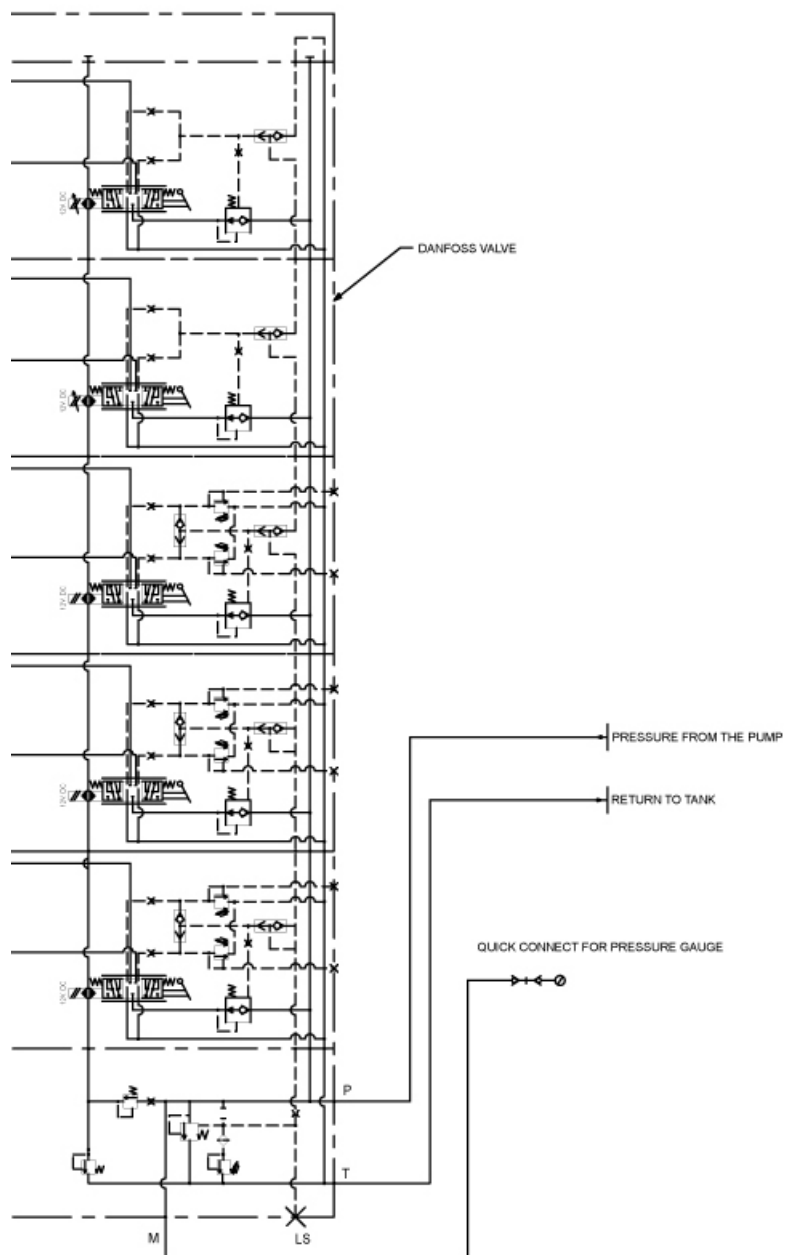 12V DC
DANFOSS VALVE
12V DC
12V DC
12V DC
PRESSURE FROM THE PUMP
RETURN TO TANK
QUICK CONNECT FOR PRESSURE GAUGE
12V DC
P
T
M
LS